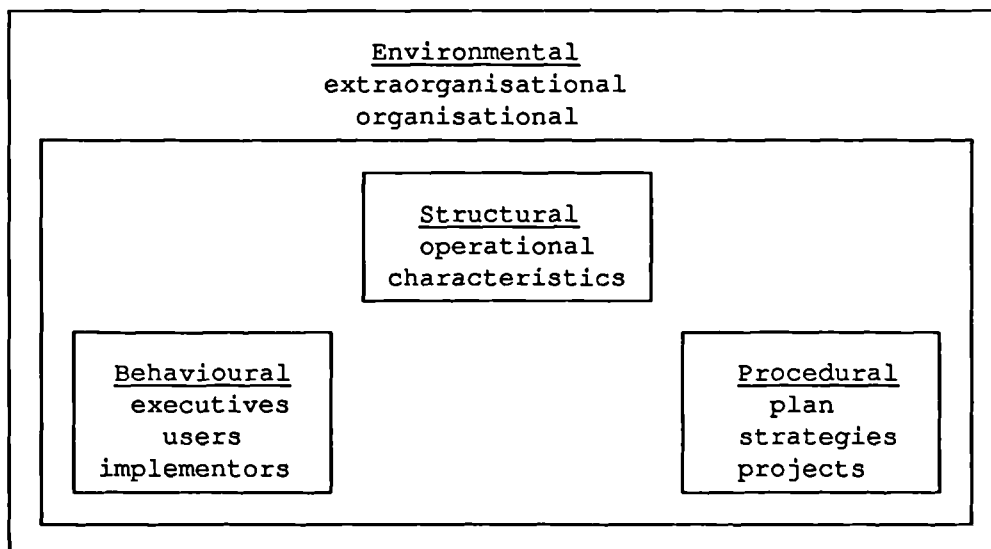 Environmental
extraorganisational
organisational
Structural
operational
characteristics
Behavioural
executives
users
implementors
Procedural
plan
strategies
projects